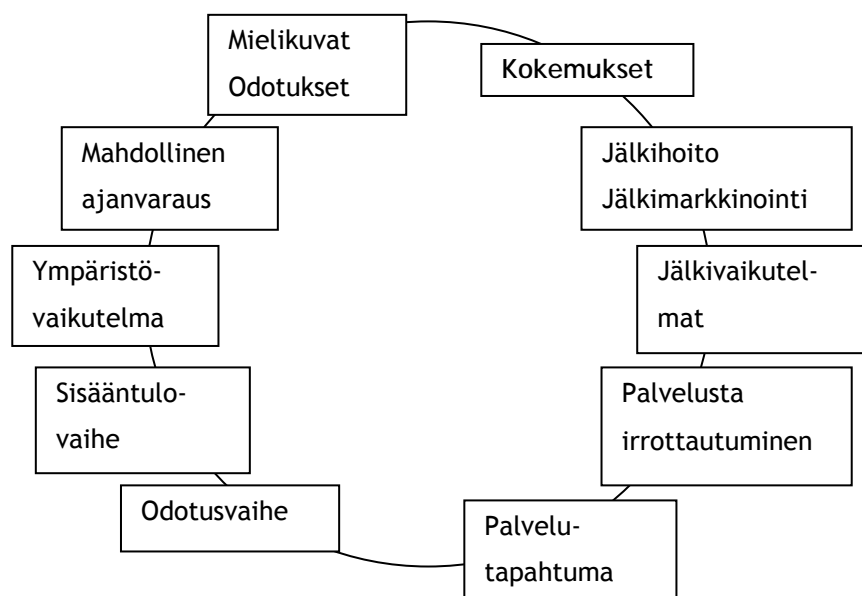 Mielikuvat
Odotukset
Kokemukset
Mahdollinen
ajanvaraus
Jälkihoito
Jälkimarkkinointi
Ympäristö-
vaikutelma
Jälkivaikutel-
mat
Sisääntulo-
vaihe
Palvelusta
irrottautuminen
Odotusvaihe
Palvelu-
tapahtuma